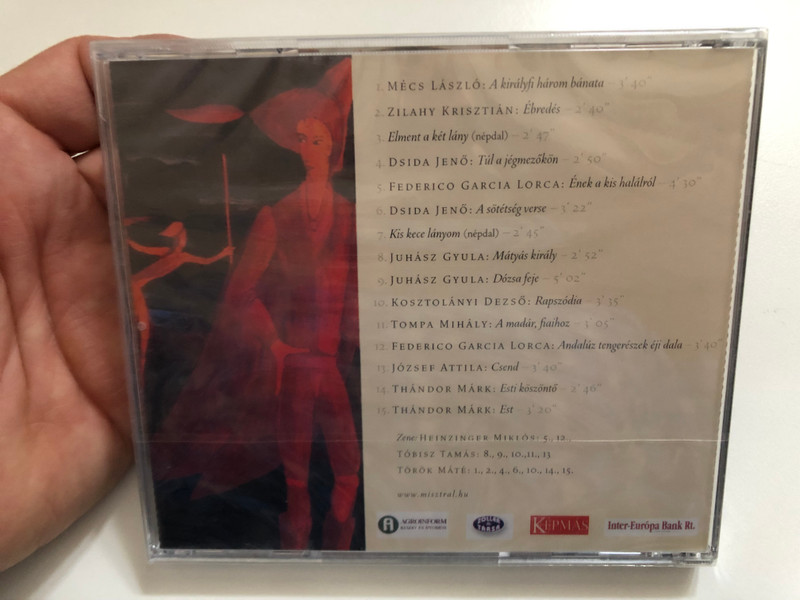 1. MÉCS LÁSZLÓ: A királyfi három bánata – 3' 40"
2. ZILAHY KRISZTIÁN: Ébredés – 2' 40"
3. Elment a két lány (népdal) – 2' 47"
4. DSIDA JENŐ: Túl a jégmezőkön – 2' 50"
5. FEDERICO GARCIA LORCA: Ének a kis halálról – 4' 30"
6. DSIDA JENŐ: A sötétség verse – 3' 22"
7. Kis kece lányom (népdal) – 2' 45"
8. JUHÁSZ GYULA: Mátyás király – 2' 52"
9. JUHÁSZ GYULA: Dózsa feje – 5' 02"
10. KOSZTOLÁNYI DEZSŐ: Rapszódia – 3' 35"
11. TOMPA MIHÁLY: A madár, fiaihoz – 3' 05"
12. FEDERICO GARCIA LORCA: Andalúz tengerészek éji dala – 3' 40"
13. JÓZSEF ATTILA: Csend – 3' 40"
14. THÁNDOR MÁRK: Esti köszöntő – 2' 46"
15. THÁNDOR MÁRK: Est – 3' 20"
Zene: HEINZINGER MIKLÓS: 5., 12.,
TÓBISZ TAMÁS: 8., 9., 10.,11., 13
TÖRÖK MÁTÉ: 1., 2., 4., 6., 10., 14., 15.
www.misztral.hu
AGROINFORM
KIADÓ ÉS NYOMDA
KÉPMÁS
Inter-Európa Bank Rt.